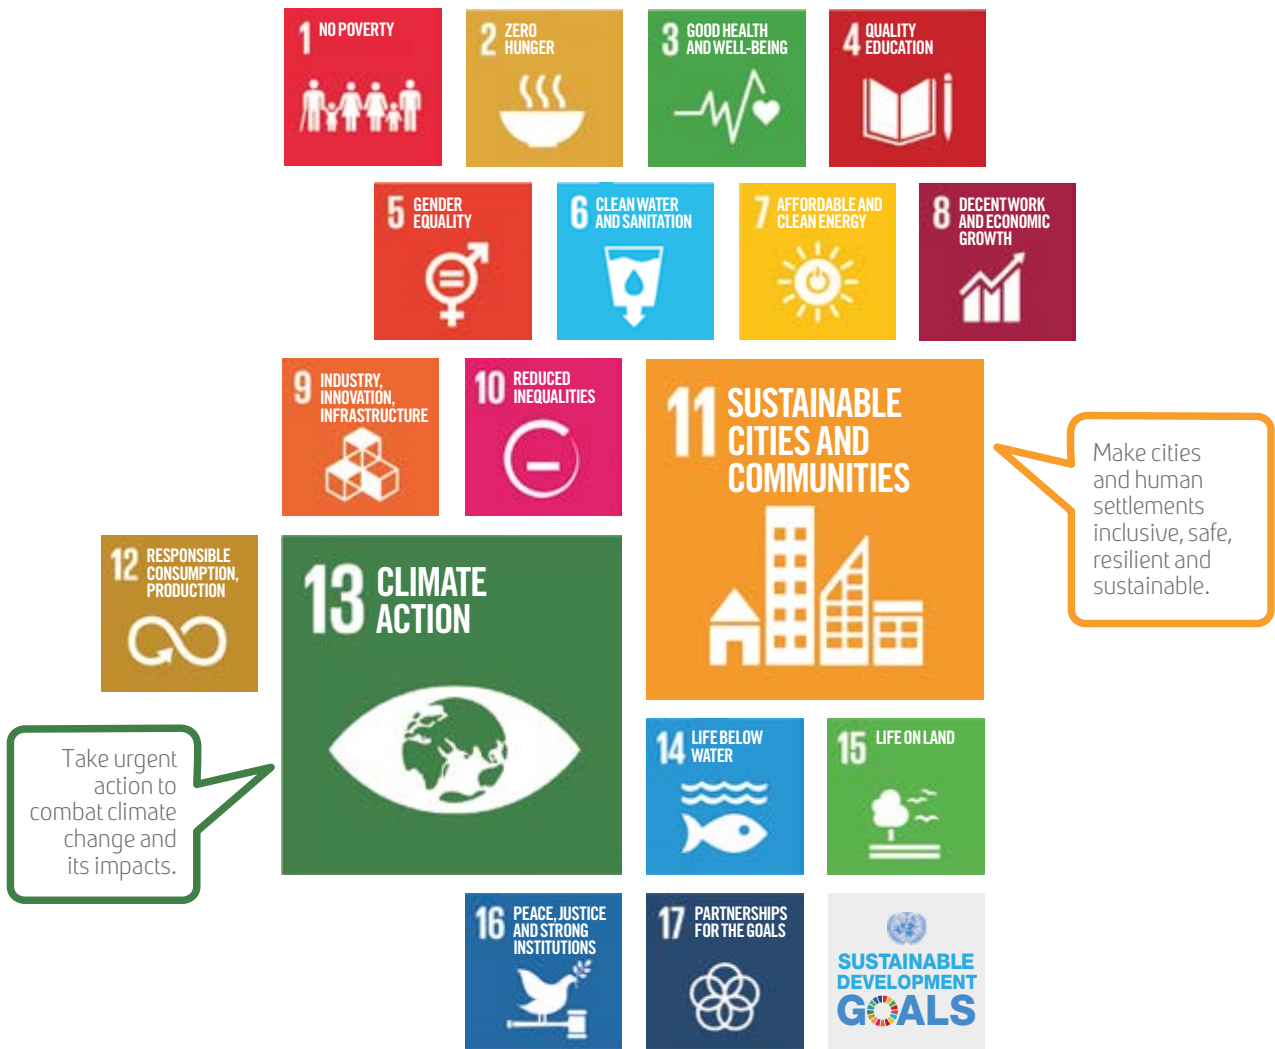 1 NO POVERTY
2 ZERO
HUNGER
3 GOOD HEALTH
AND WELL-BEING
4 QUALITY
EDUCATION
5 GENDER
EQUALITY
6 CLEAN WATER
AND SANITATION
7 AFFORDABLE AND
CLEAN ENERGY
8 DECENT WORK
AND ECONOMIC
GROWTH
9 INDUSTRY,
INNOVATION,
INFRASTRUCTURE
10 REDUCED
INEQUALITIES
11 SUSTAINABLE
CITIES AND
COMMUNITIES
Make cities
and human
settlements
inclusive, safe,
resilient and
sustainable.
12 RESPONSIBLE
CONSUMPTION,
PRODUCTION
13 CLIMATE
ACTION
Take urgent
action to
combat climate
change and
its impacts.
14 LIFE BELOW
WATER
15 LIFE ON LAND
16 PEACE, JUSTICE
AND STRONG
INSTITUTIONS
17 PARTNERSHIPS
FOR THE GOALS
SUSTAINABLE
DEVELOPMENT
GOALS